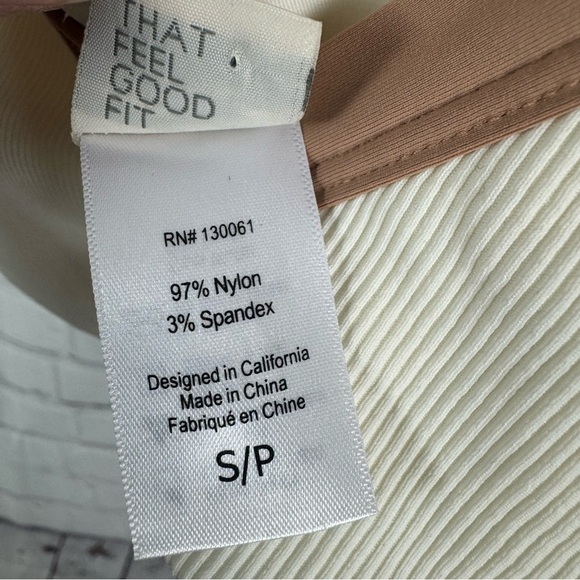 THAT
FEEL
GOOD
FIT
RN# 130061
97% Nylon
3% Spandex
Designed in California
Made in China
Fabriqué en Chine
S/P